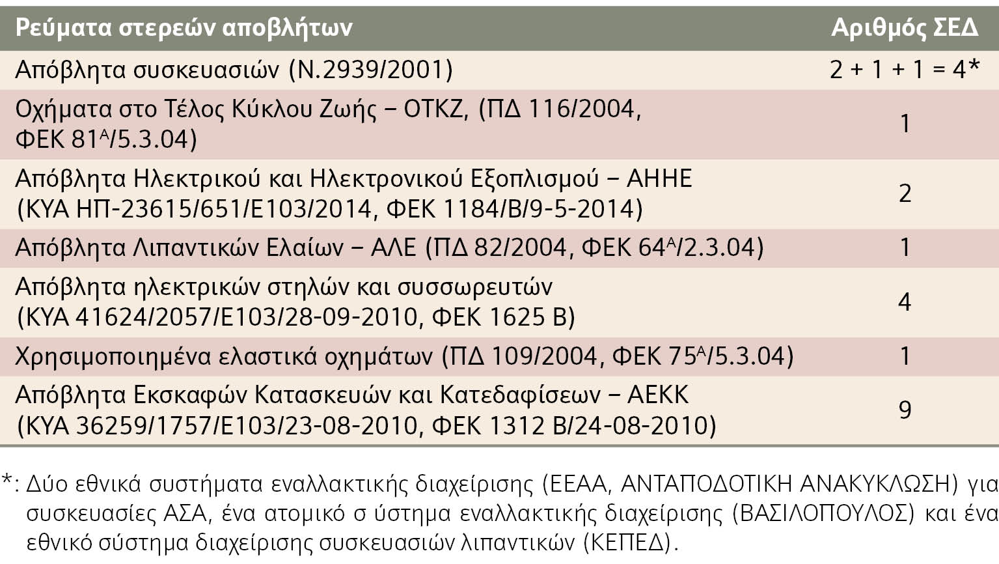 Ρεύματα στερεών αποβλήτων Αριθμός ΣΕΔ
Απόβλητα συσκευασιών (Ν.2939/2001) 2 + 1 + 1 = 4*
Οχήματα στο Τέλος Κύκλου Ζωής – ΟΤΚΖ, (ΠΔ 116/2004,
ΦΕΚ 81ᴬ/5.3.04) 1
Απόβλητα Ηλεκτρικού και Ηλεκτρονικού Εξοπλισμού – ΑΗΗΕ
(ΚΥΑ ΗΠ-23615/651/Ε103/2014, ΦΕΚ 1184/Β/9-5-2014) 2
Απόβλητα Λιπαντικών Ελαίων – ΑΛΕ (ΠΔ 82/2004, ΦΕΚ 64ᴬ/2.3.04) 1
Απόβλητα ηλεκτρικών στηλών και συσσωρευτών
(ΚΥΑ 41624/2057/Ε103/28-09-2010, ΦΕΚ 1625 Β) 4
Χρησιμοποιημένα ελαστικά οχημάτων (ΠΔ 109/2004, ΦΕΚ 75ᴬ/5.3.04) 1
Απόβλητα Εκσκαφών Κατασκευών και Κατεδαφίσεων – ΑΕΚΚ
(ΚΥΑ 36259/1757/Ε103/23-08-2010, ΦΕΚ 1312 Β/24-08-2010) 9
*: Δύο εθνικά συστήματα εναλλακτικής διαχείρισης (ΕΕΑΑ, ΑΝΤΑΠΟΔΟΤΙΚΗ ΑΝΑΚΥΚΛΩΣΗ) για
συσκευασίες ΑΣΑ, ένα ατομικό σ ύστημα εναλλακτικής διαχείρισης (ΒΑΣΙΛΟΠΟΥΛΟΣ) και ένα
εθνικό σύστημα διαχείρισης συσκευασιών λιπαντικών (ΚΕΠΕΔ).